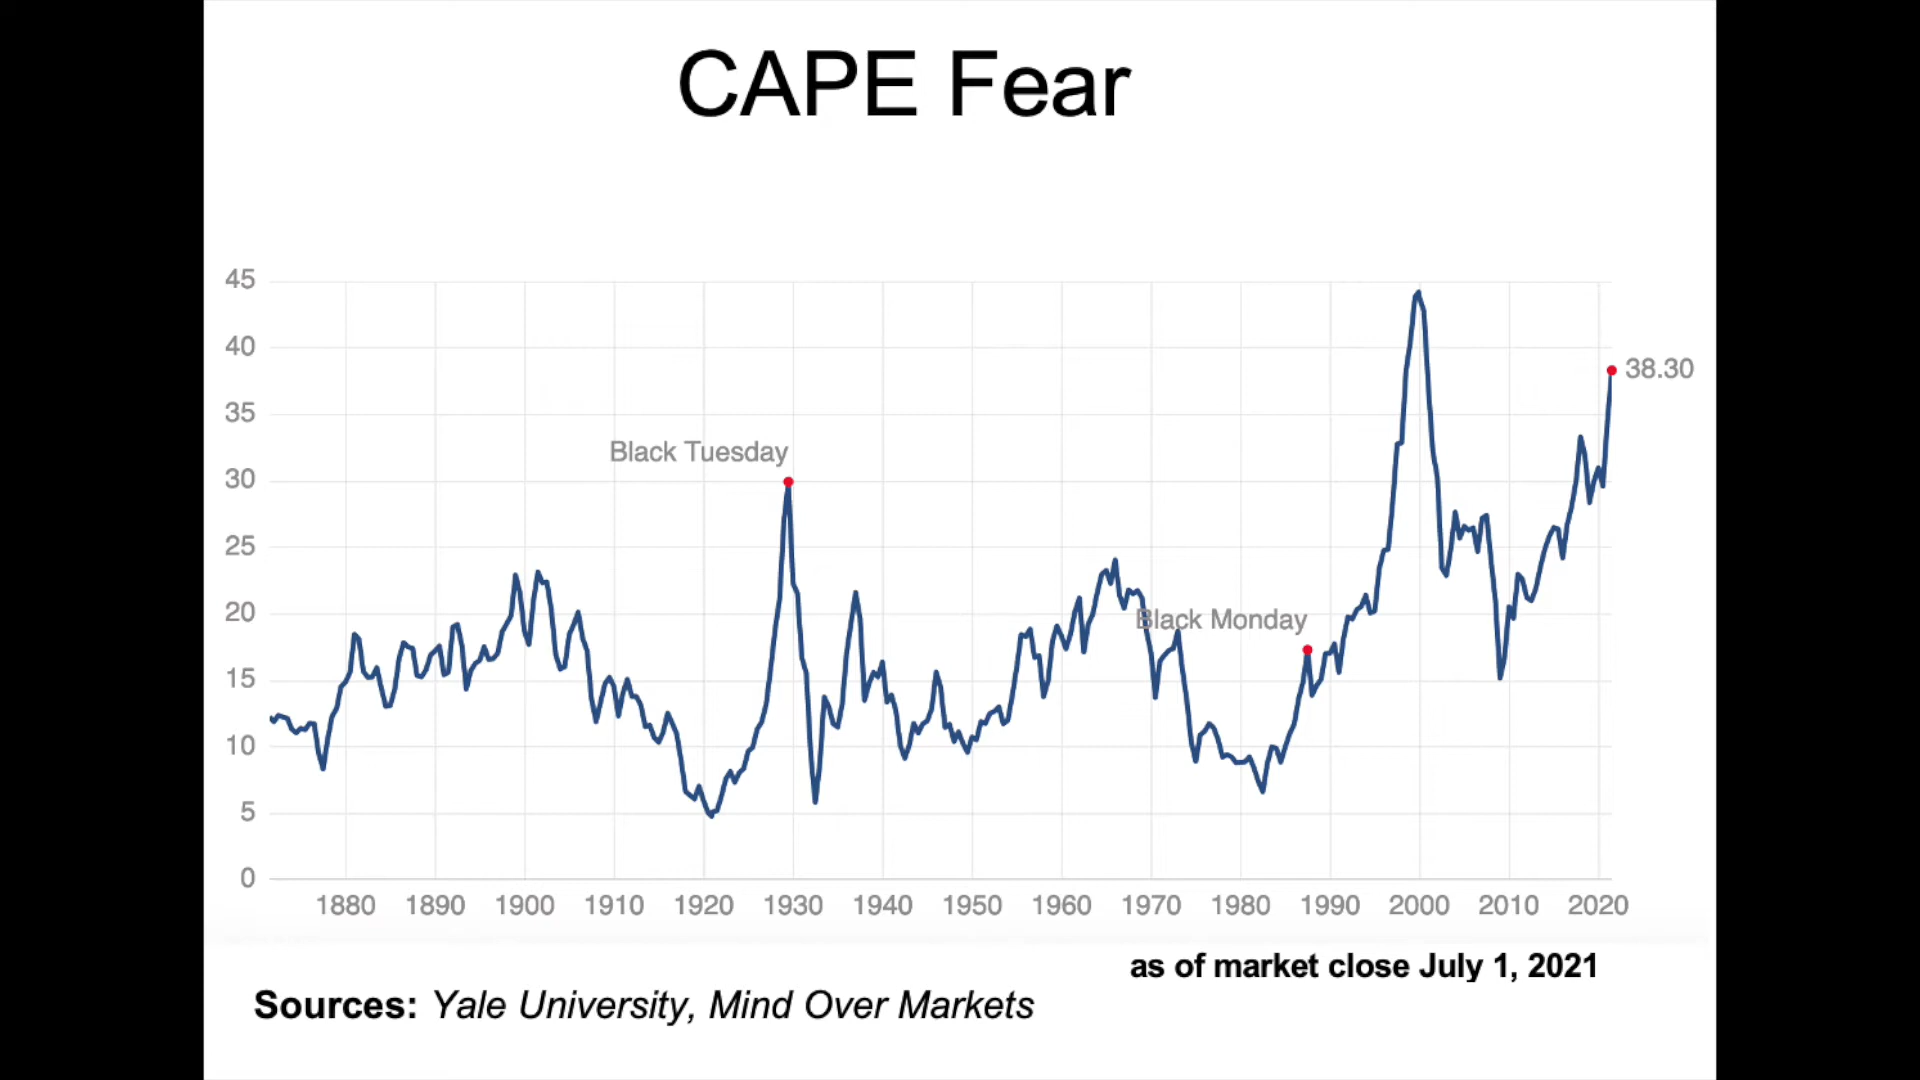 CAPE Fear
45
40
38.30
35
Black Tuesday
30
25
20
Black Monday
15
10
5
0
1880 1890 1900 1910 1920 1930 1940 1950 1960 1970 1980 1990 2000 2010 2020
as of market close July 1, 2021
Sources: Yale University, Mind Over Markets